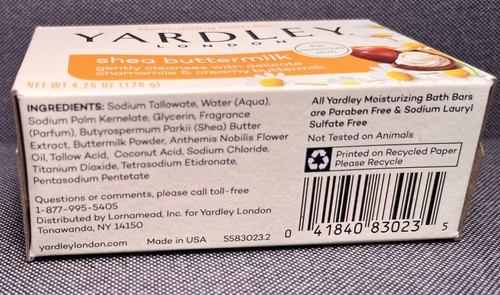 YARDLEY
LONDON
shea buttermilk
gently cleanses with delicate
chamomile & creamy buttermilk
NET WT 4.25 OZ (120 g)
INGREDIENTS: Sodium Tallowate, Water (Aqua),
Sodium Palm Kernelate, Glycerin, Fragrance
(Parfum), Butyrospermum Parkii (Shea) Butter
Extract, Buttermilk Powder, Anthemis Nobilis Flower
Oil, Tallow Acid, Coconut Acid, Sodium Chloride,
Titanium Dioxide, Tetrasodium Etidronate,
Pentasodium Pentetate
Questions or comments, please call toll-free
1-877-995-5405
Distributed by Lornamead, Inc. for Yardley London
Tonawanda, NY 14150
yardleylondon.com Made in USA 5583023.2
All Yardley Moisturizing Bath Bars
are Paraben Free & Sodium Lauryl
Sulfate Free
Not Tested on Animals
Printed on Recycled Paper
Please Recycle
0 41840 83023 5